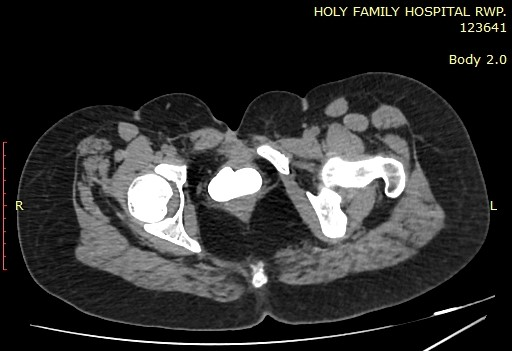 HOLY FAMILY HOSPITAL RWP.
123641
Body 2.0
R
L